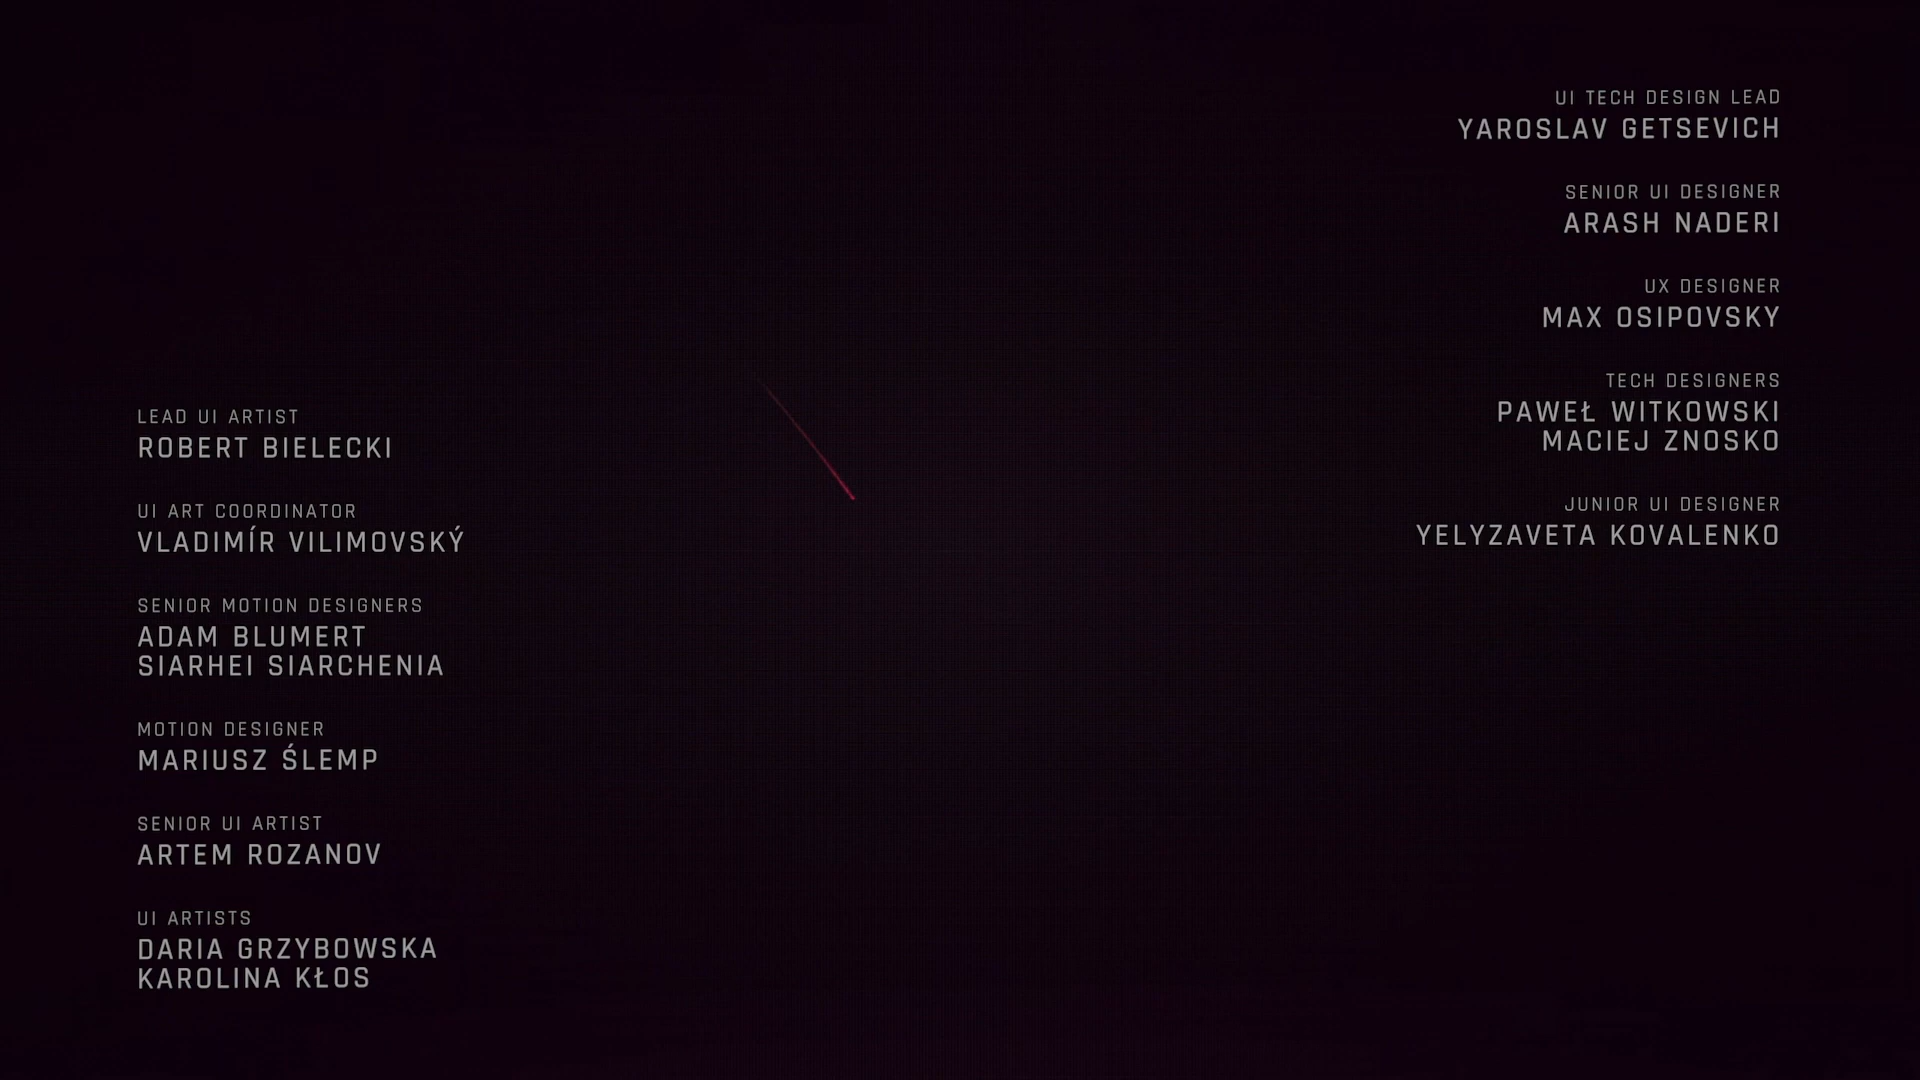 LEAD UI ARTIST
ROBERT BIELECKI
UI ART COORDINATOR
VLADIMÍR VILIMOVSKÝ
SENIOR MOTION DESIGNERS
ADAM BLUMERT
SIARHEI SIARCHENIA
MOTION DESIGNER
MARIUSZ ŚLEMP
SENIOR UI ARTIST
ARTEM ROZANOV
UI ARTISTS
DARIA GRZYBOWSKA
KAROLINA KŁOS
UI TECH DESIGN LEAD
YAROSLAV GETSEVICH
SENIOR UI DESIGNER
ARASH NADERI
UX DESIGNER
MAX OSIPOVSKY
TECH DESIGNERS
PAWEŁ WITKOWSKI
MACIEJ ZNOSKO
JUNIOR UI DESIGNER
YELYZAVETA KOVALENKO